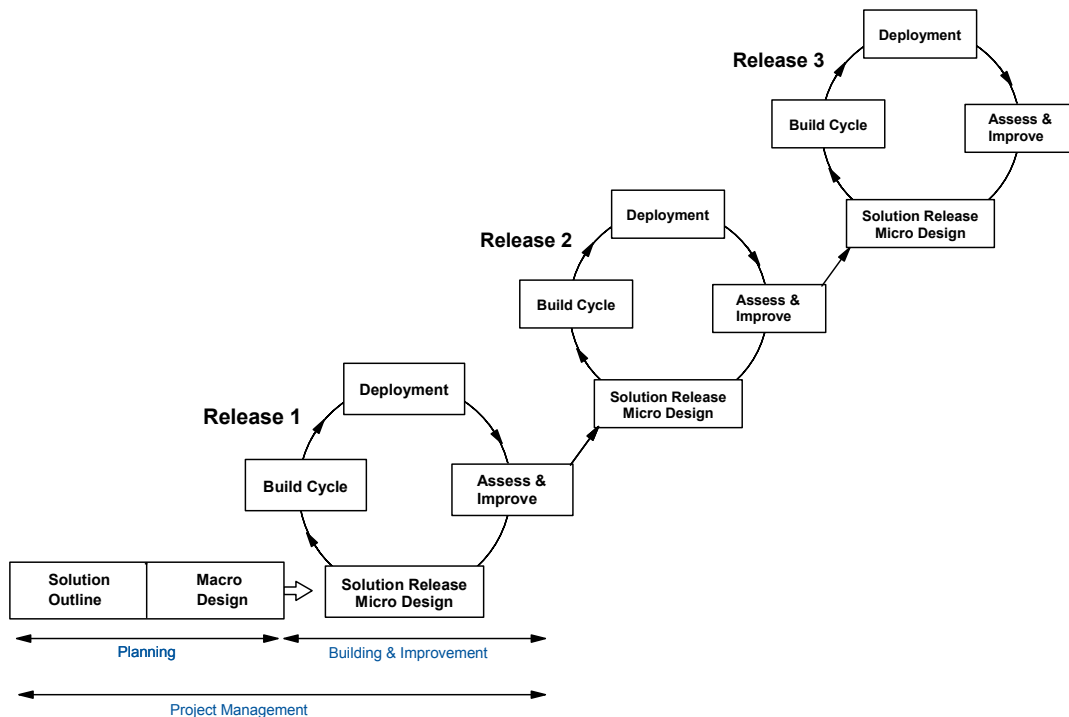 Deployment
Release 3
Build Cycle
Assess &
Improve
Solution Release
Micro Design
Deployment
Release 2
Build Cycle
Assess &
Improve
Solution Release
Micro Design
Deployment
Release 1
Build Cycle
Assess &
Improve
Solution Release
Micro Design
Solution
Outline
Macro
Design
Planning
Building & Improvement
Project Management